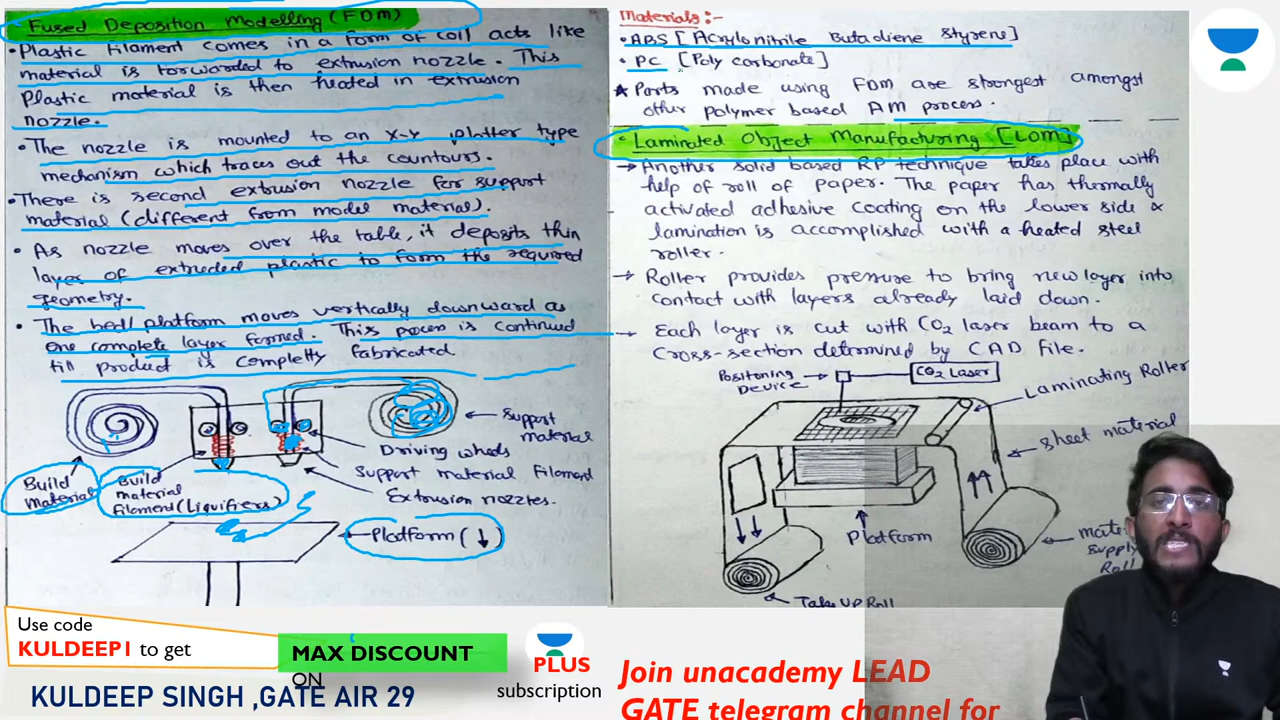 Fused Deposition Modelling (FDM)
• Plastic filament comes in a form of coil acts like
material is forwarded to extrusion nozzle. This
Plastic material is then heated in extrusion
nozzle.
• The nozzle is mounted to an X-Y platter type
mechanism which traces out the countours.
• There is second extrusion nozzle for support
material (different from model material).
• As nozzle moves over the table, it deposits thin
layer of extruded plastic to form the required
geometry.
• The bed/platform moves vertically downward as
one complete layer formed. This process is continued
till product is completly fabricated
Support
material
Driving wheels
Support material Filament
Extrusion nozzles.
Build
Material
Build
material
filament (Liquifiers)
Platform (↓)
Materials:-
• ABS [Acrylonitrile Butadiene Styrene]
• PC [Poly carbonate]
★ Parts made using FDM are strongest amongst
other polymer based AM process.
• Laminated Object Manufacturing [LOM]
→ Another solid based RP technique takes place with
help of roll of paper. The paper has thermally
activated adhesive coating on the lower side &
lamination is accomplished with a heated steel
roller.
→ Roller provides pressure to bring new layer into
contact with layers already laid down.
→ Each layer is cut with CO2 laser beam to a
cross-section determined by CAD file.
Positioning
Device
CO2 Laser
Laminating Roller
Sheet material
Platform
Supply
Roll
Take UP Roll
Use code
KULDEEP1 to get
MAX DISCOUNT
ON
PLUS
subscription
KULDEEP SINGH ,GATE AIR 29
Join unacademy LEAD
GATE telegram channel for